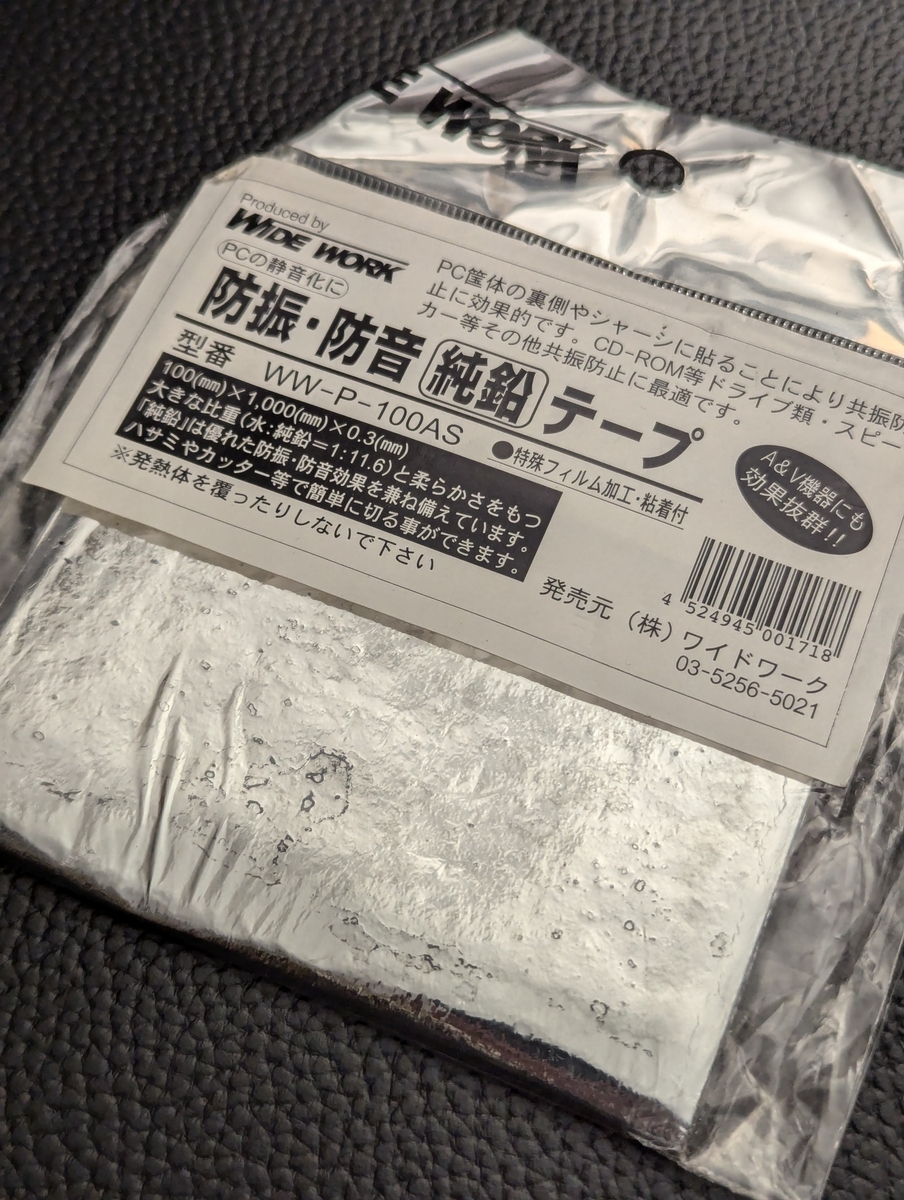 E WORK
Produced by
WIDE WORK
PCの静音化に
防振・防音 純鉛 テープ
PC筐体の裏側やシャーシに貼ることにより共振防
止に効果的です。CD-ROM等ドライブ類・スピー
カー等その他共振防止に最適です。
型番 WW-P-100AS
●特殊フィルム加工・粘着付
100(mm)×1,000(mm)×0.3(mm)
大きな比重(水:純鉛=1:11.6)と柔らかさをもつ
「純鉛」は優れた防振・防音効果を兼ね備えています。
ハサミやカッター等で簡単に切る事ができます。
※発熱体を覆ったりしないで下さい
A&V機器にも
効果抜群!!
4 524945 001718
発売元 (株)ワイドワーク
03-5256-5021